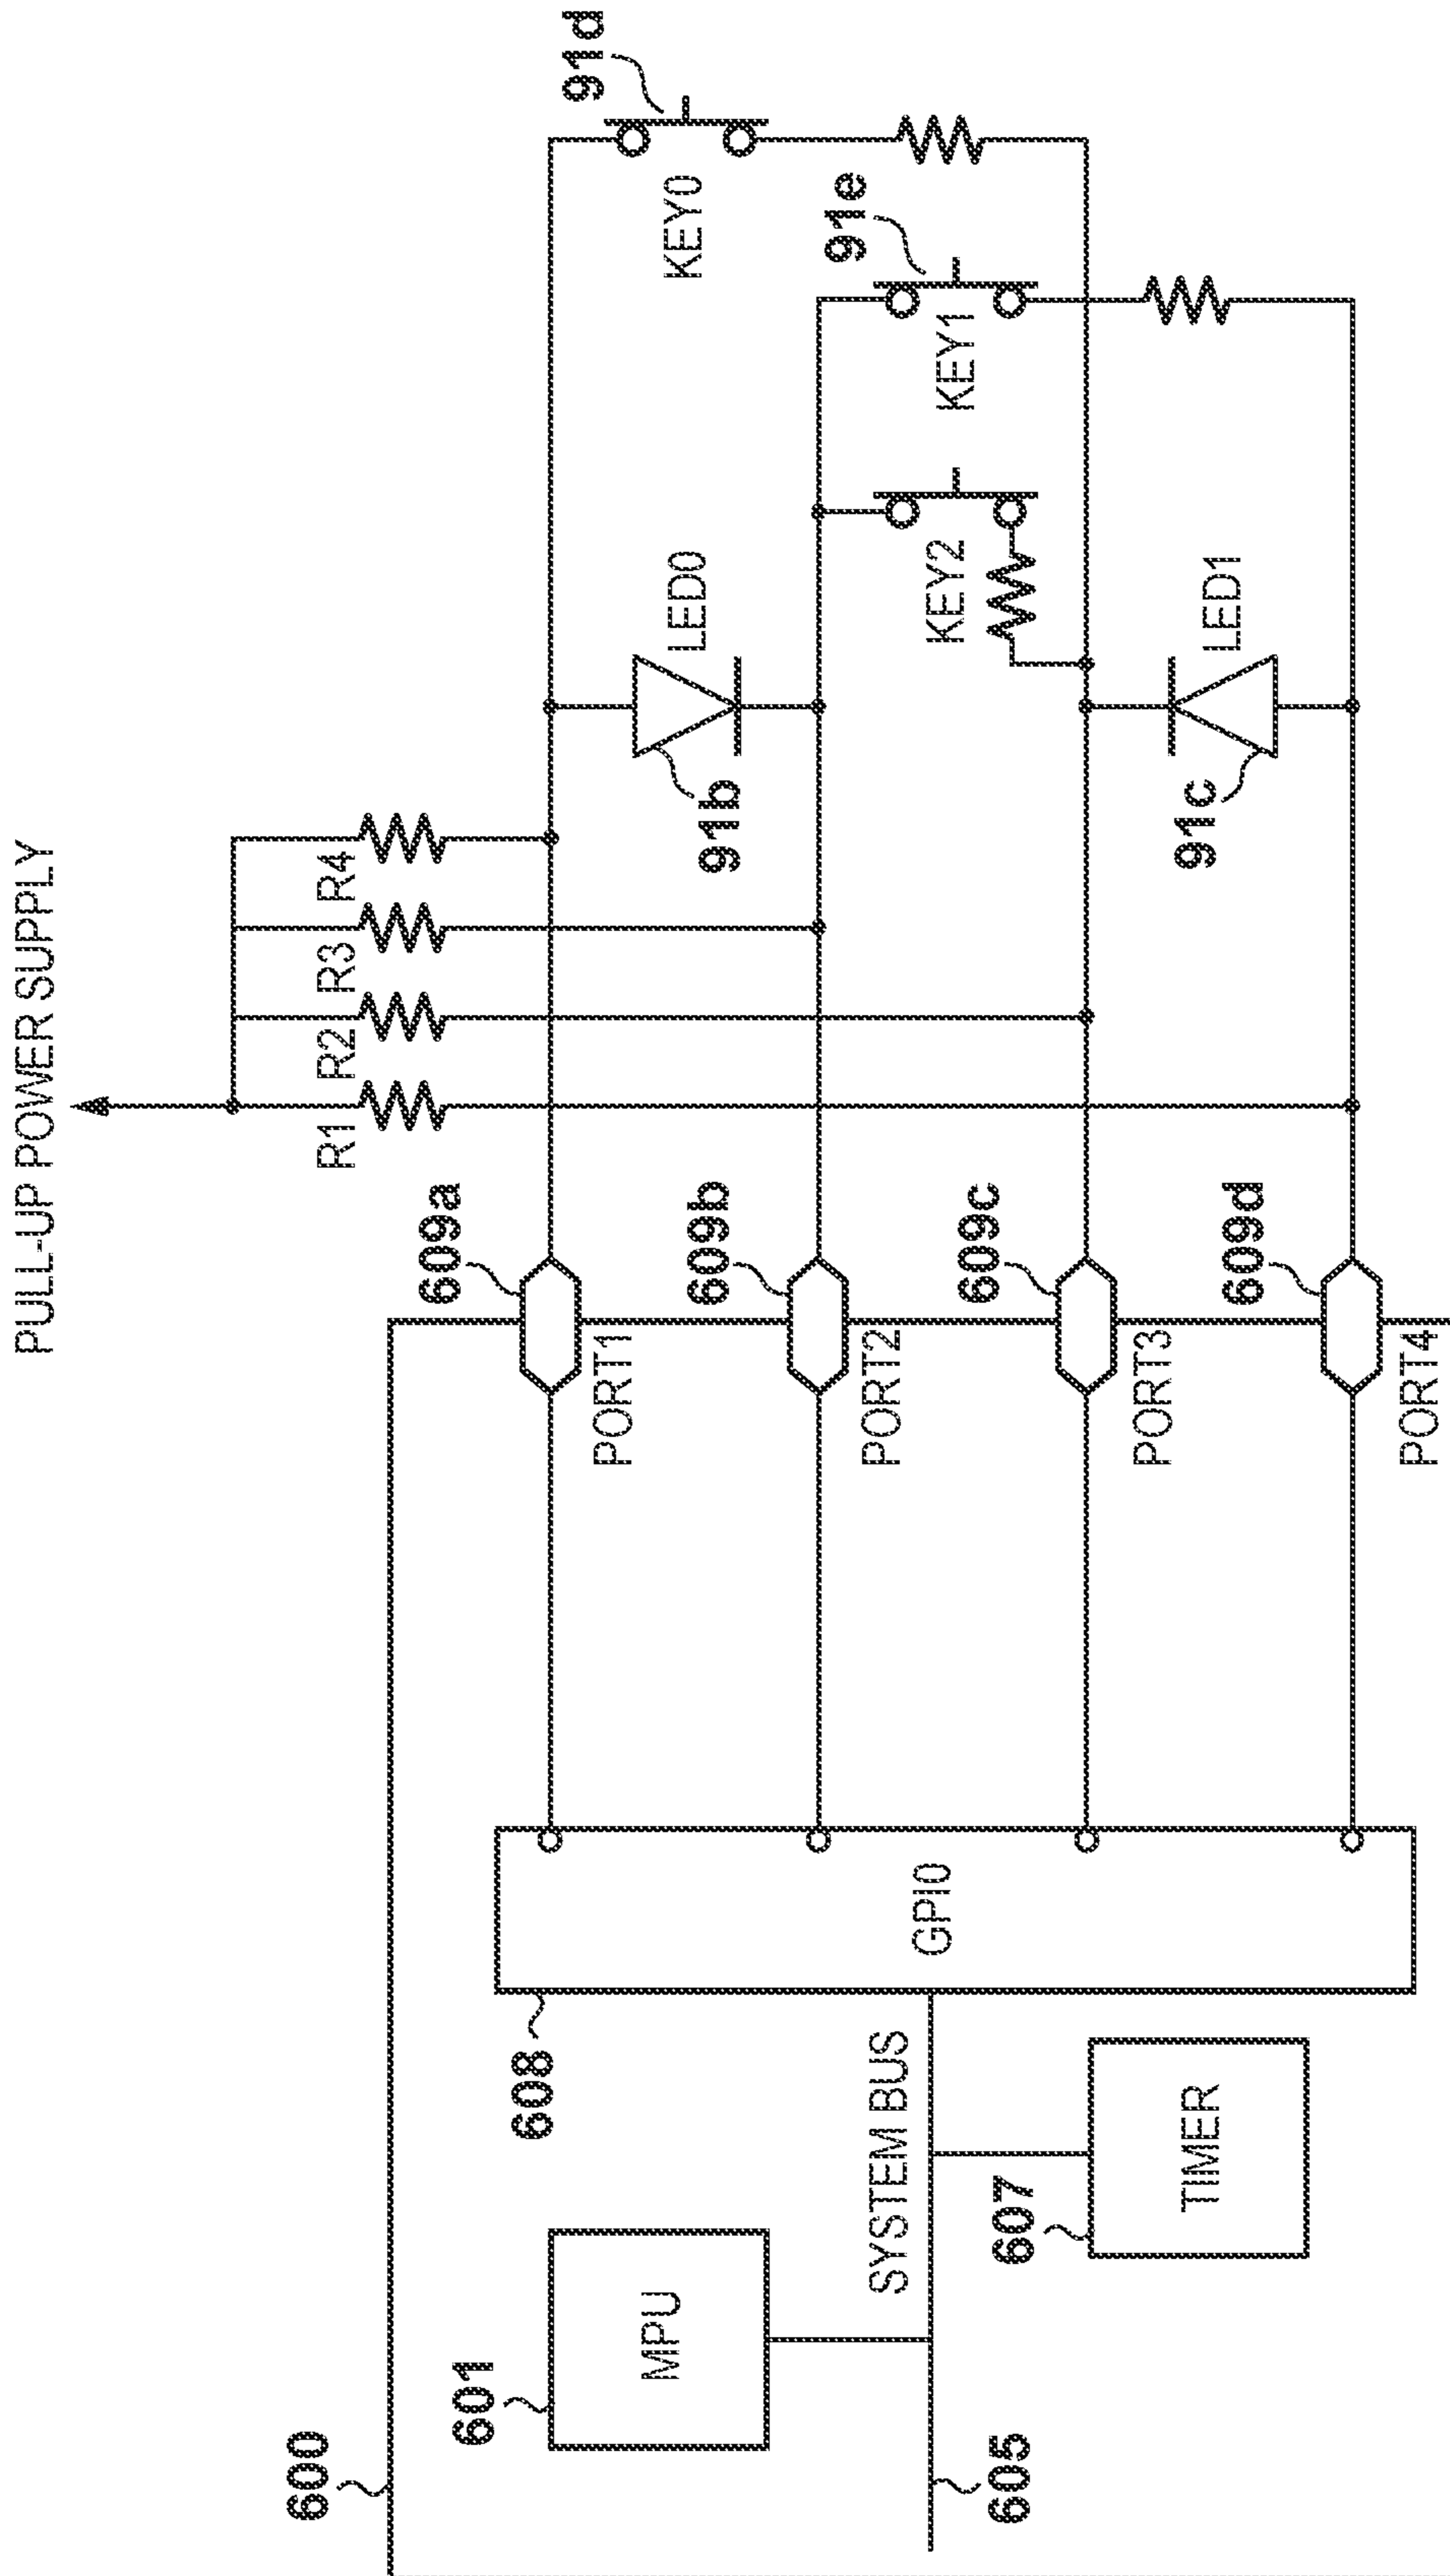 PULL-UP POWER SUPPLY
R1
R2
R3
R4
600
601
MPU
605
SYSTEM BUS
607
TIMER
608
GPIO
609a
PORT1
609b
PORT2
609c
PORT3
609d
PORT4
91b
LED0
91c
LED1
KEY2
KEY1
91e
KEY0
91d